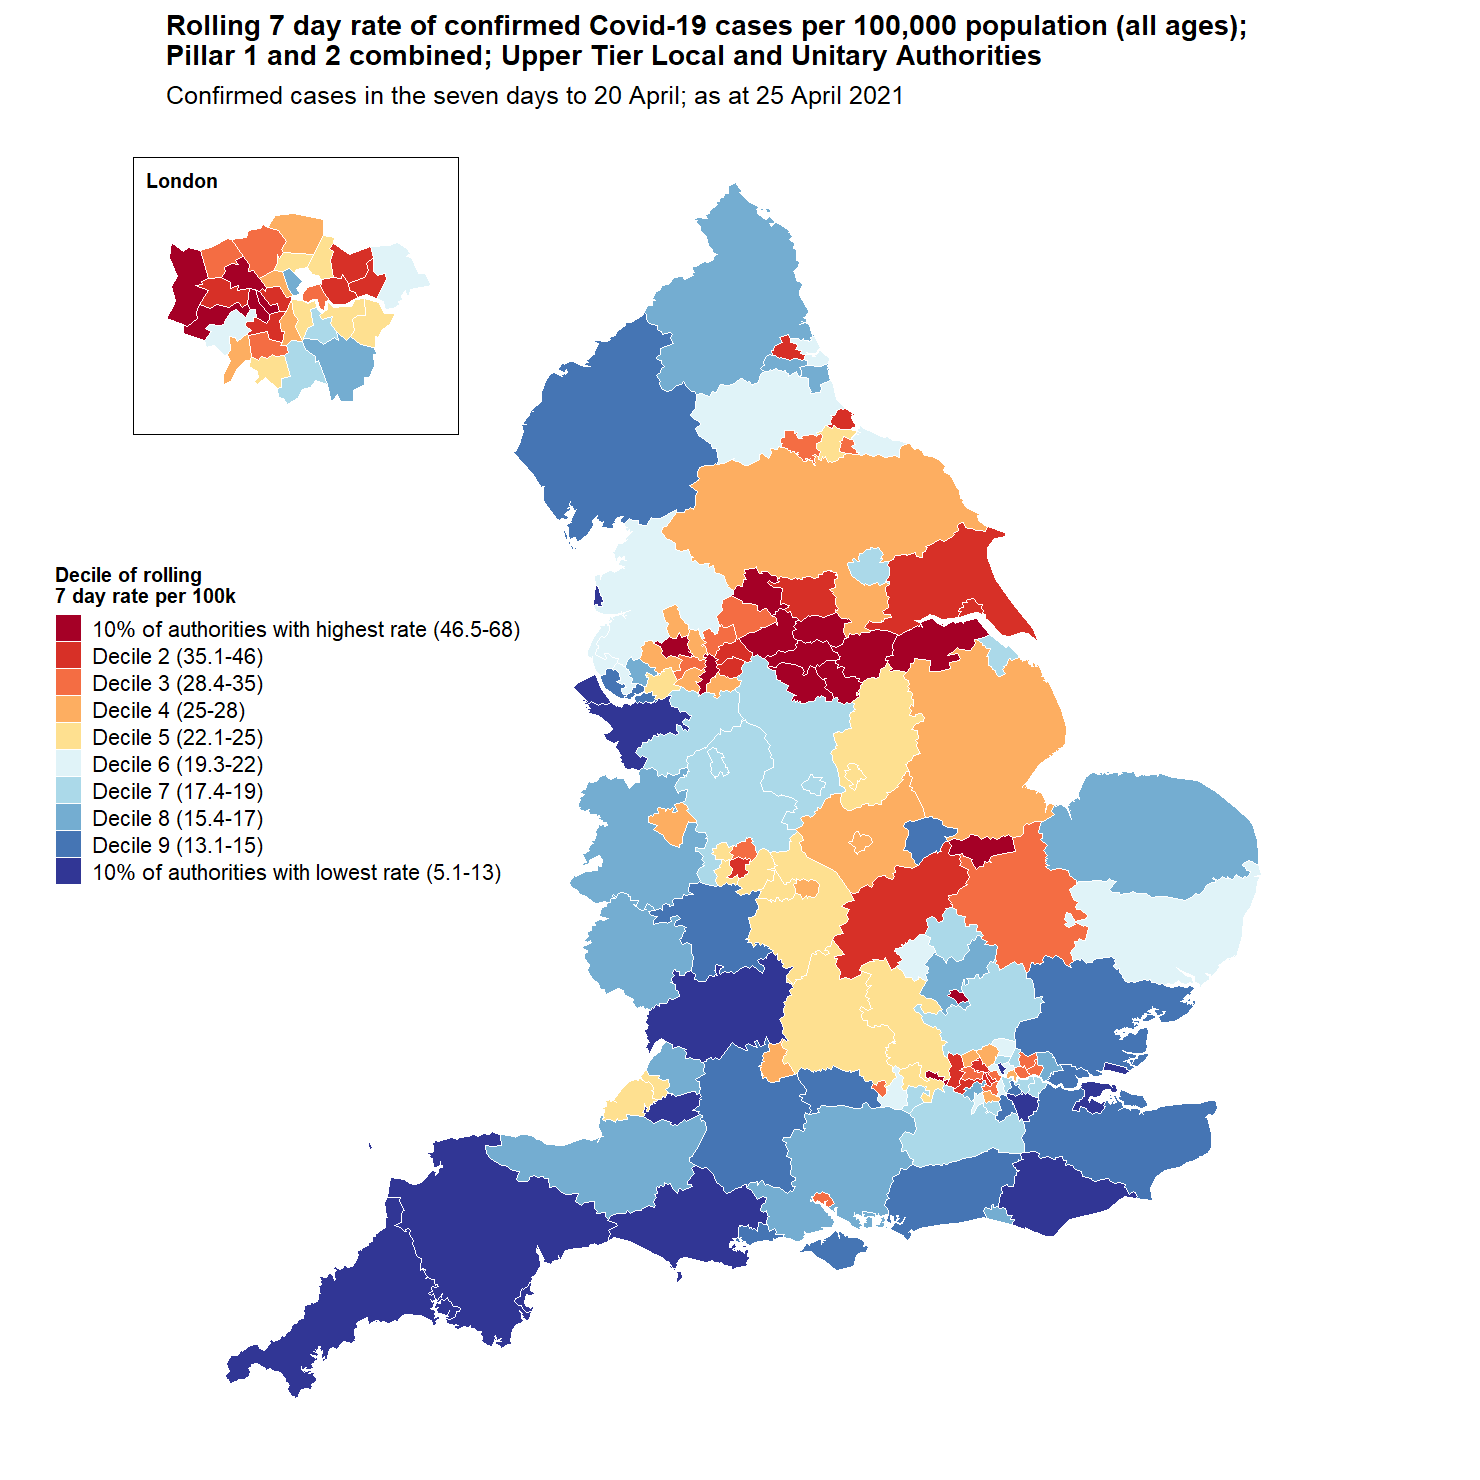 Rolling 7 day rate of confirmed Covid-19 cases per 100,000 population (all ages);
Pillar 1 and 2 combined; Upper Tier Local and Unitary Authorities
Confirmed cases in the seven days to 20 April; as at 25 April 2021
London
Decile of rolling
7 day rate per 100k
10% of authorities with highest rate (46.5-68)
Decile 2 (35.1-46)
Decile 3 (28.4-35)
Decile 4 (25-28)
Decile 5 (22.1-25)
Decile 6 (19.3-22)
Decile 7 (17.4-19)
Decile 8 (15.4-17)
Decile 9 (13.1-15)
10% of authorities with lowest rate (5.1-13)